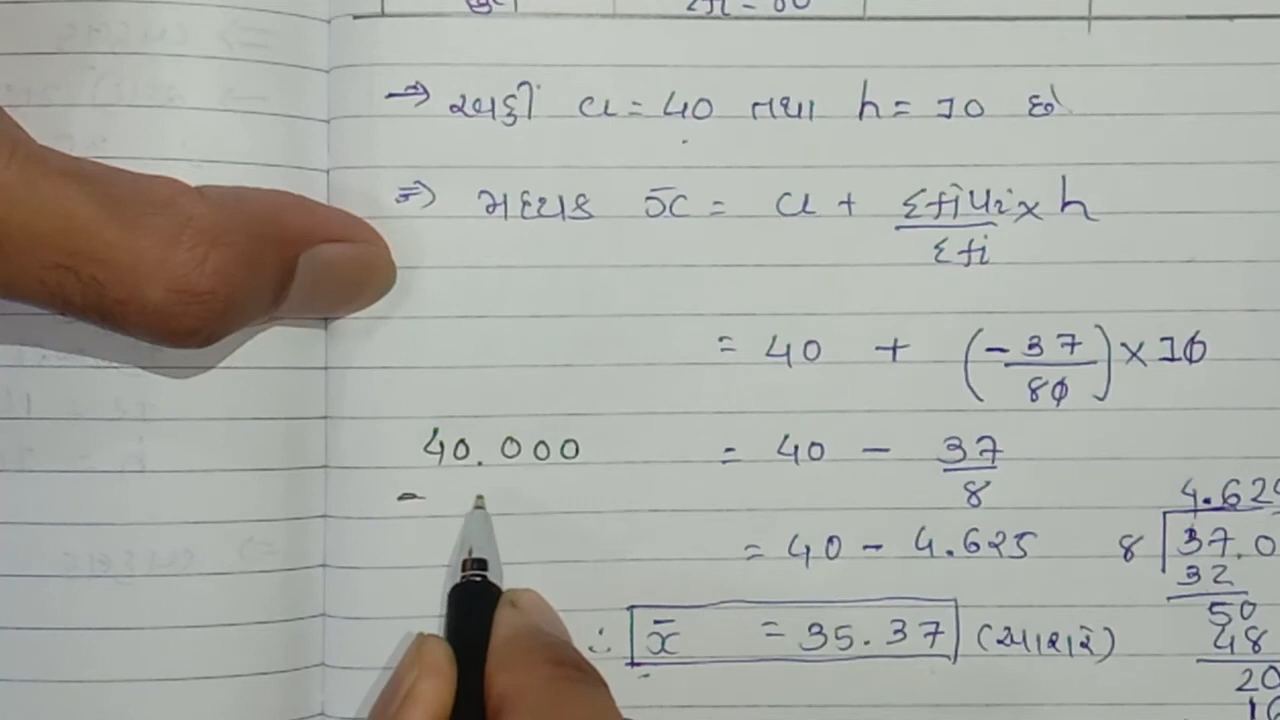 → અહીં a = 40 તથા h = 10 છે
⇒ મધ્યક x̄ = a + Σfiui/Σfi × h
= 40 + (-37/80) × 10
40.000 = 40 - 37/8
-
4.625
= 40 - 4.625 8 37.0
32
50
∴ x̄ = 35.37 (આશરે) 48
20